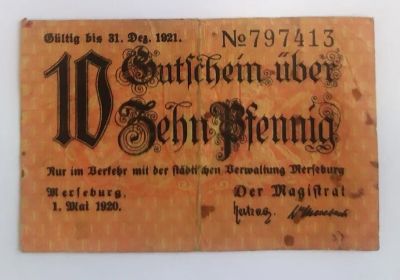 Gültig bis 31. Dez. 1921. No 797413
10 Gutschein über
Zehn Pfennig
Nur im Verkehr mit der städtischen Verwaltung Merseburg
Merseburg, Der Magistrat
1. Mai 1920.